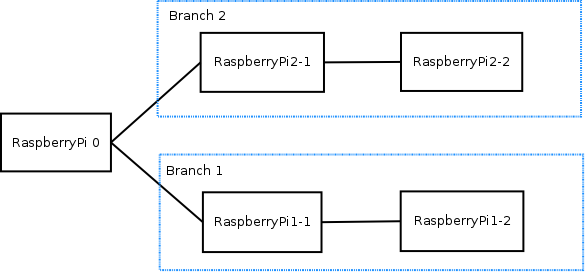 Branch 2
RaspberryPi2-1
RaspberryPi2-2
RaspberryPi 0
Branch 1
RaspberryPi1-1
RaspberryPi1-2